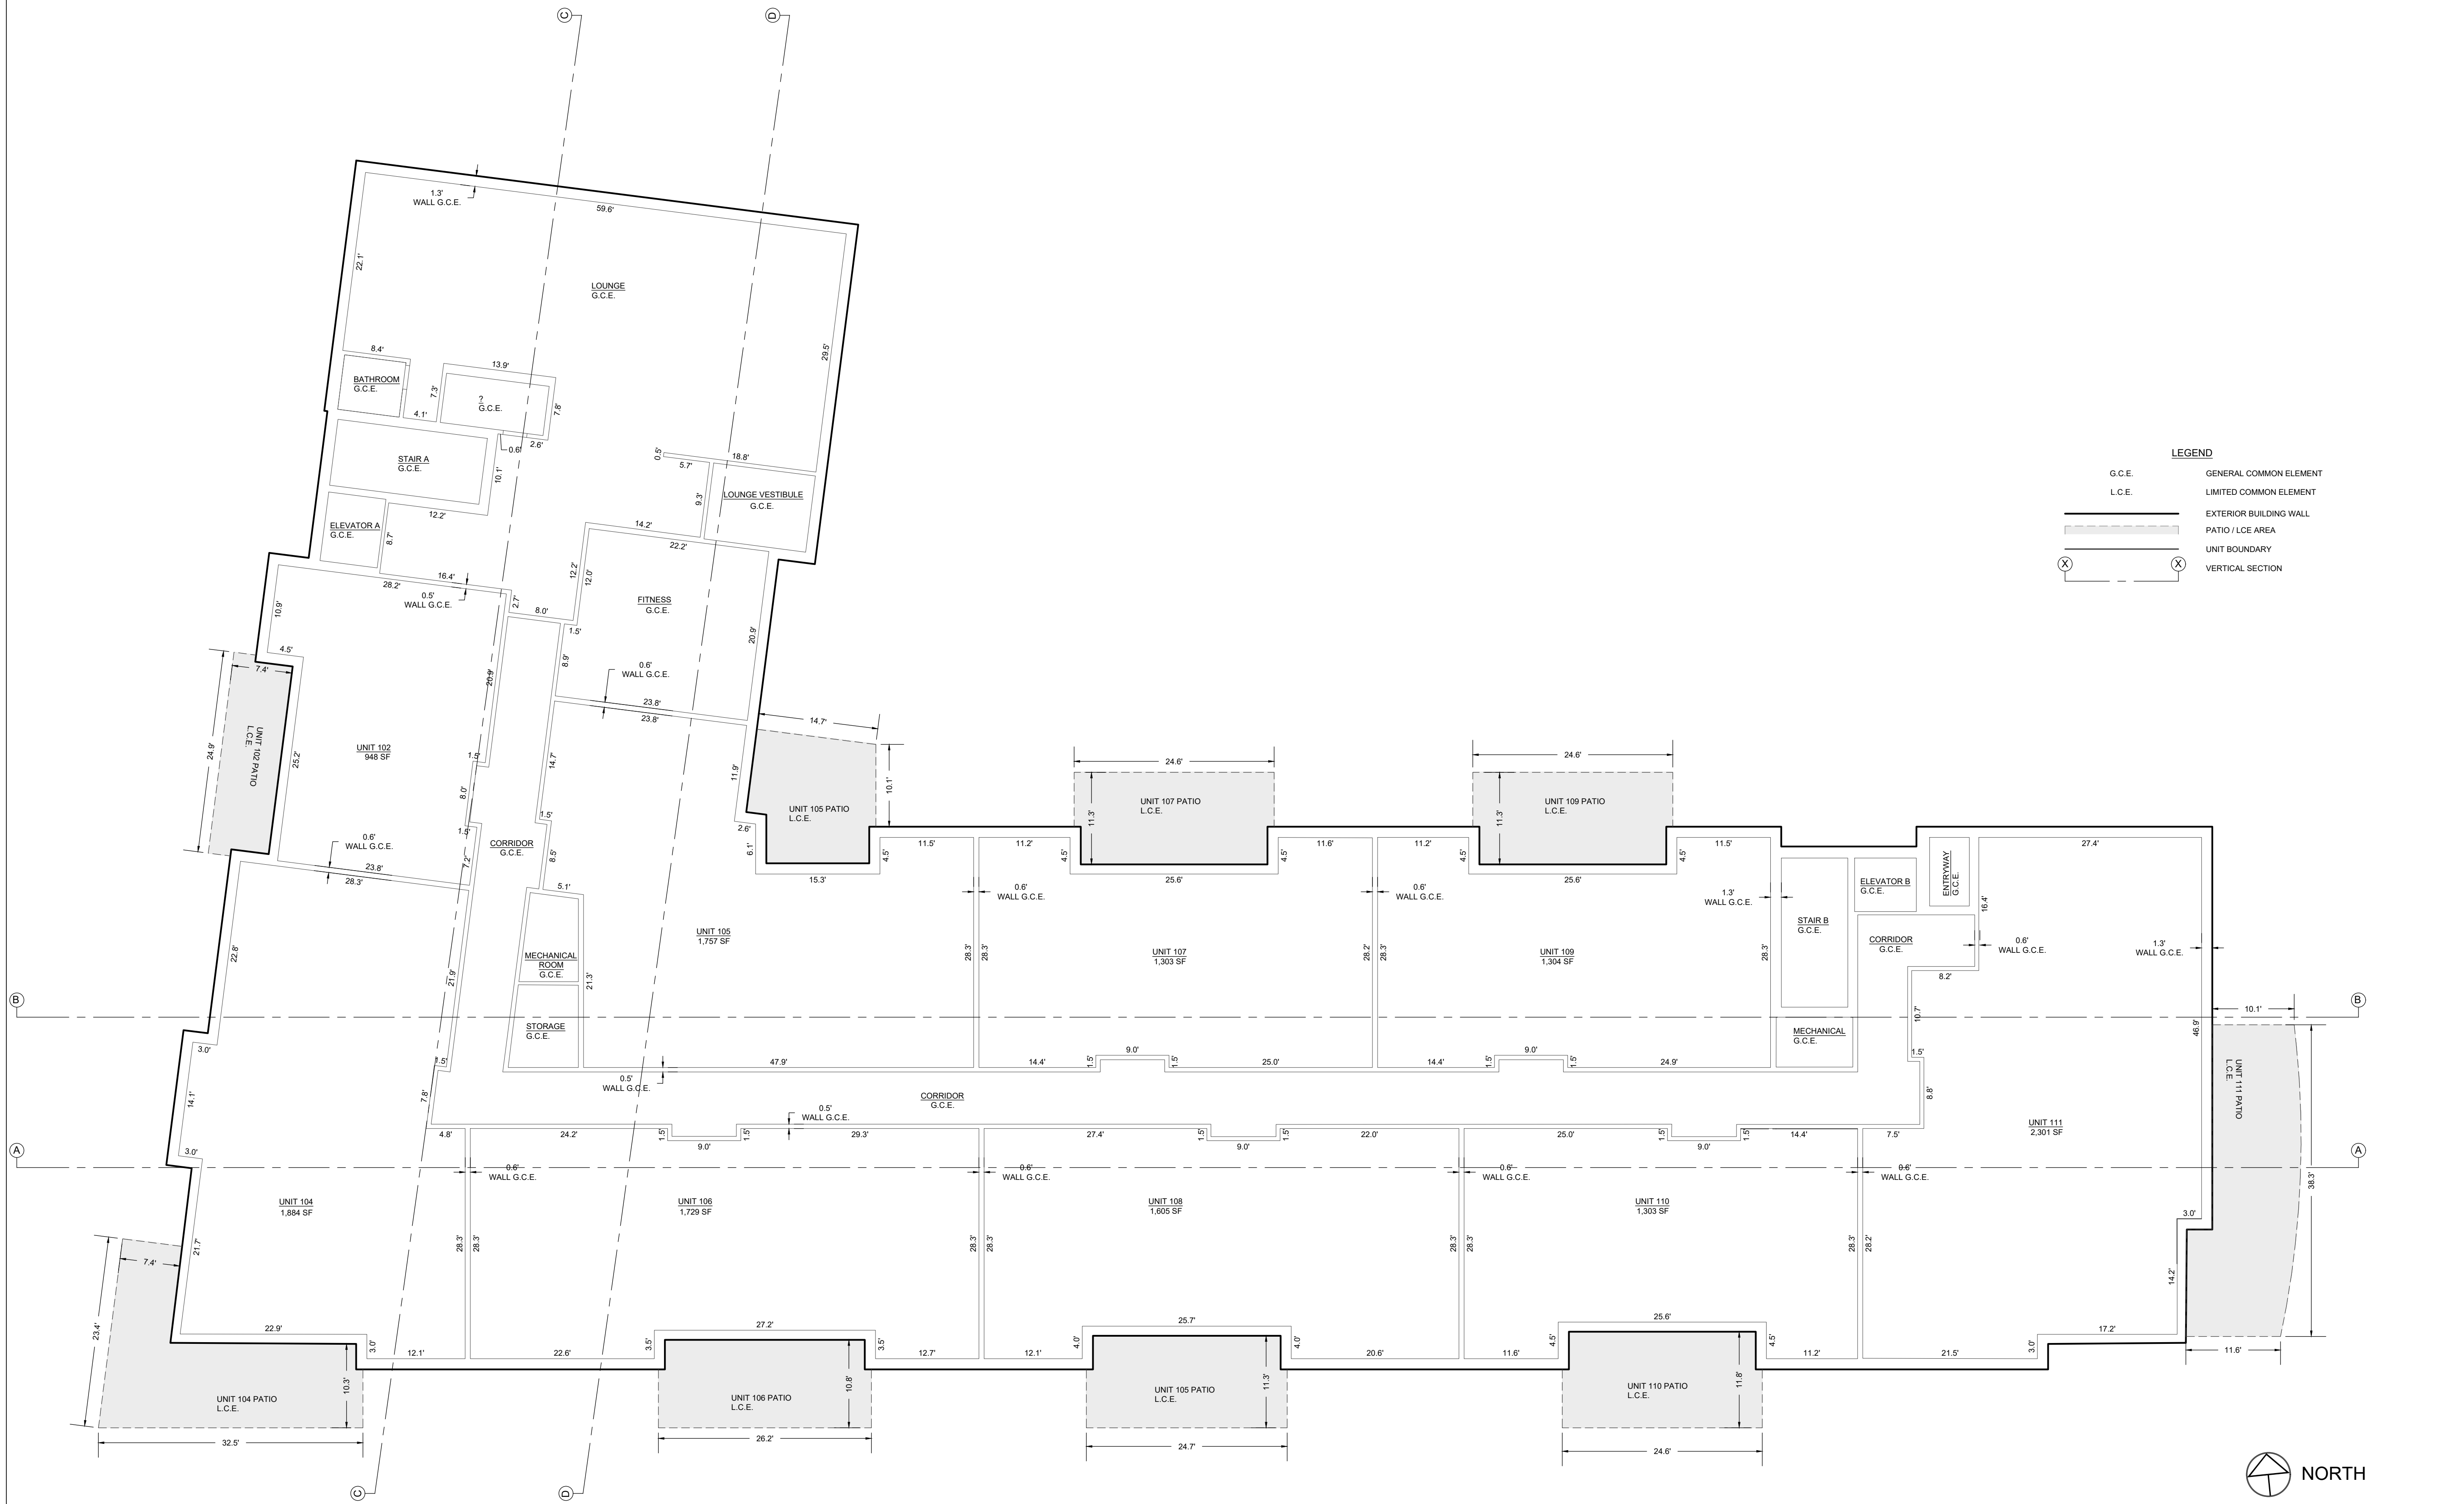 C
D
1.3'
WALL G.C.E.
59.6'
22.1'
LOUNGE
G.C.E.
29.5'
8.4'
13.9'
BATHROOM
G.C.E.
7.3'
?
G.C.E.
7.8'
4.1'
2.6'
0.6'
STAIR A
G.C.E.
10.1'
0.5'
5.7'
18.8'
9.3'
LOUNGE VESTIBULE
G.C.E.
12.2'
ELEVATOR A
G.C.E.
8.7'
14.2'
22.2'
16.4'
28.2'
0.5'
WALL G.C.E.
2.7'
8.0'
12.2'
12.0'
FITNESS
G.C.E.
1.5'
8.9'
20.9'
10.9'
4.5'
7.4'
20.9'
0.6'
WALL G.C.E.
23.8'
23.8'
24.9'
UNIT 102 PATIO
L.C.E.
25.2'
UNIT 102
948 SF
1.5'
8.0'
1.5'
14.7'
1.5'
11.9'
14.7'
10.1'
UNIT 105 PATIO
L.C.E.
2.6'
6.1'
0.6'
WALL G.C.E.
23.8'
28.3'
7.2'
CORRIDOR
G.C.E.
8.5'
5.1'
15.3'
4.5'
11.5'
24.6'
11.3'
UNIT 107 PATIO
L.C.E.
11.2'
4.5'
25.6'
4.5'
11.6'
24.6'
11.3'
UNIT 109 PATIO
L.C.E.
11.2'
4.5'
25.6'
4.5'
11.5'
0.6'
WALL G.C.E.
0.6'
WALL G.C.E.
1.3'
WALL G.C.E.
ELEVATOR B
G.C.E.
ENTRYWAY
G.C.E.
27.4'
16.4'
STAIR B
G.C.E.
CORRIDOR
G.C.E.
0.6'
WALL G.C.E.
1.3'
WALL G.C.E.
8.2'
22.8'
21.9'
MECHANICAL
ROOM
G.C.E.
21.3'
UNIT 105
1,757 SF
28.3'
28.3'
UNIT 107
1,303 SF
28.2'
28.3'
UNIT 109
1,304 SF
28.3'
B
B
STORAGE
G.C.E.
MECHANICAL
G.C.E.
10.7'
46.9'
10.1'
3.0'
1.5'
47.9'
14.4'
1.5'
9.0'
1.5'
25.0'
14.4'
1.5'
9.0'
1.5'
24.9'
1.5'
0.5'
WALL G.C.E.
14.1'
7.8'
CORRIDOR
G.C.E.
0.5'
WALL G.C.E.
8.8'
UNIT 111 PATIO
L.C.E.
UNIT 111
2,301 SF
4.8'
24.2'
1.5'
9.0'
1.5'
29.3'
27.4'
1.5'
9.0'
1.5'
22.0'
25.0'
1.5'
9.0'
1.5'
14.4'
7.5'
A
A
3.0'
0.6'
WALL G.C.E.
0.6'
WALL G.C.E.
0.6'
WALL G.C.E.
0.6'
WALL G.C.E.
38.3'
UNIT 104
1,884 SF
UNIT 106
1,729 SF
UNIT 108
1,605 SF
UNIT 110
1,303 SF
3.0'
21.7'
28.3'
28.3'
28.3'
28.3'
28.3'
28.3'
28.3'
28.2'
14.2'
7.4'
23.4'
22.9'
3.0'
12.1'
22.6'
3.5'
27.2'
3.5'
12.7'
12.1'
4.0'
25.7'
4.0'
20.6'
11.6'
4.5'
25.6'
4.5'
11.2'
21.5'
3.0'
17.2'
11.6'
UNIT 104 PATIO
L.C.E.
10.3'
UNIT 106 PATIO
L.C.E.
10.8'
UNIT 105 PATIO
L.C.E.
11.3'
UNIT 110 PATIO
L.C.E.
11.8'
32.5'
26.2'
24.7'
24.6'
C
D
LEGEND
G.C.E. GENERAL COMMON ELEMENT
L.C.E. LIMITED COMMON ELEMENT
EXTERIOR BUILDING WALL
PATIO / LCE AREA
UNIT BOUNDARY
X X VERTICAL SECTION
NORTH